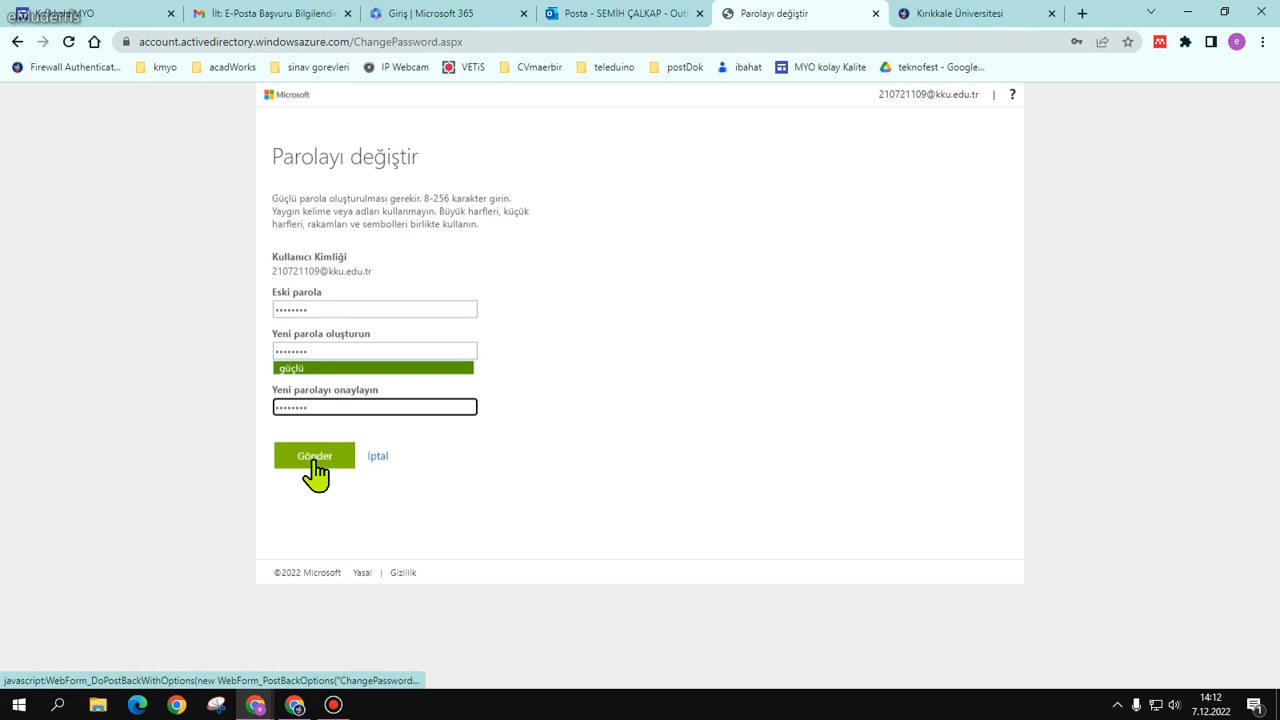 eMüderris
İlt: E-Posta Bilgilendirm
Giriş | Microsoft 365
Posta - SEMİH ÇALKAP - Outl
Parolayı değiştir
Kırıkkale Üniversitesi
account.activedirectory.windowsazure.com/ChangePassword.aspx
e
Firewall Authenticat...
kmyo
acadWorks
sinav gorevleri
IP Webcam
VETiS
CVmaerbir
teleduino
postDok
ibahat
MYO kolay Kalite
teknofest - Google...
Microsoft
210721109@kku.edu.tr | ?
Parolayı değiştir
Güçlü parola oluşturulması gerekir. 8-256 karakter girin.
Yaygın kelime veya adları kullanmayın. Büyük harfleri, küçük
harfleri, rakamları ve sembolleri birlikte kullanın.
Kullanıcı Kimliği
210721109@kku.edu.tr
Eski parola
Yeni parola oluşturun
güçlü
Yeni parolayı onaylayın
Gönder
İptal
©2022 Microsoft Yasal | Gizlilik
javascript:WebForm_DoPostBackWithOptions(new WebForm_PostBackOptions("ChangePassword...
14:12
7.12.2022
1